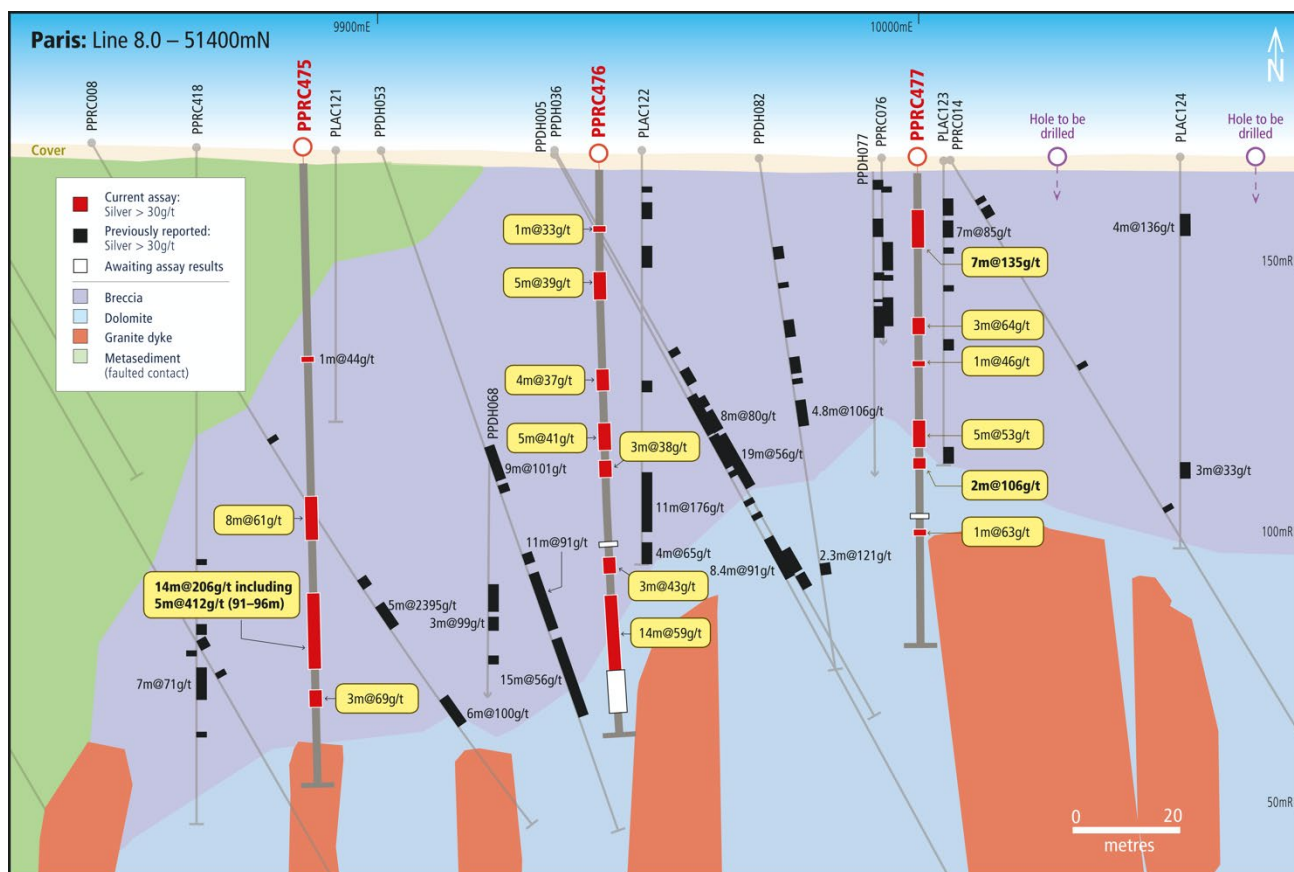 Paris: Line 8.0 – 51400mN
9900mE
10000mE
N
PPRC008
PPRC418
PPRC475
PLAC121
PPDH053
PPDH005
PPDH036
PPRC476
PLAC122
PPDH082
PPDH077
PPRC076
PPRC477
PLAC123
PPRC014
Hole to be
drilled
PLAC124
Hole to be
drilled
Cover
Current assay:
Silver > 30g/t
Previously reported:
Silver > 30g/t
Awaiting assay results
Breccia
Dolomite
Granite dyke
Metasediment
(faulted contact)
1m@33g/t
5m@39g/t
4m@37g/t
5m@41g/t
3m@38g/t
1m@44g/t
PPDH068
9m@101g/t
8m@61g/t
11m@91g/t
14m@206g/t including
5m@412g/t (91–96m)
5m@2395g/t
3m@99g/t
7m@71g/t
3m@69g/t
15m@56g/t
6m@100g/t
11m@176g/t
4m@65g/t
3m@43g/t
14m@59g/t
8m@80g/t
19m@56g/t
4.8m@106g/t
8.4m@91g/t
2.3m@121g/t
7m@85g/t
7m@135g/t
3m@64g/t
1m@46g/t
5m@53g/t
2m@106g/t
1m@63g/t
4m@136g/t
3m@33g/t
150mR
100mR
50mR
0 20
metres